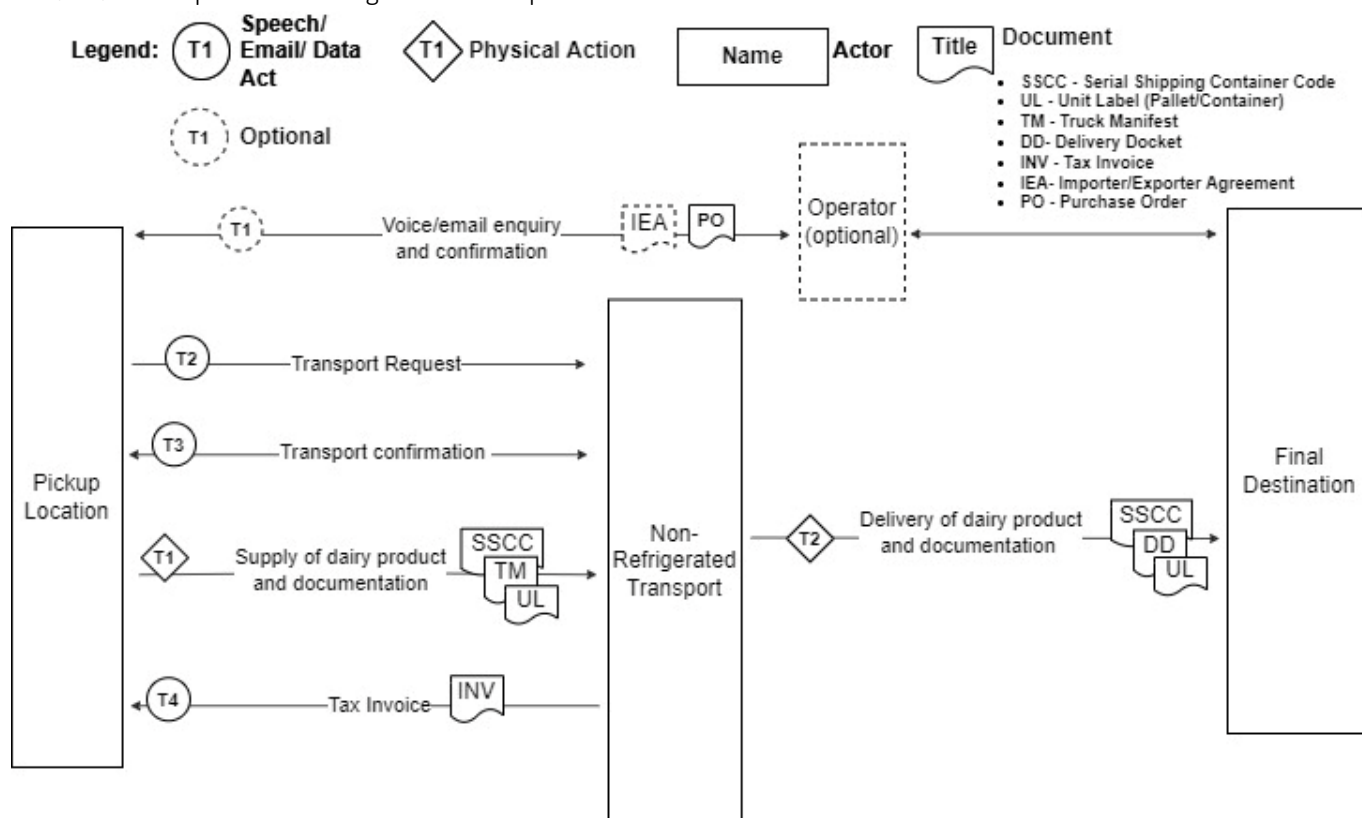 Legend:
T1
Speech/
Email/ Data
Act
T1
Physical Action
Name
Actor
Title
Document
• SSCC - Serial Shipping Container Code
• UL - Unit Label (Pallet/Container)
• TM - Truck Manifest
• DD- Delivery Docket
• INV - Tax Invoice
• IEA- Importer/Exporter Agreement
• PO - Purchase Order
T1
Optional
T1
Voice/email enquiry
and confirmation
IEA
PO
Operator
(optional)
Pickup
Location
T2
Transport Request
T3
Transport confirmation
T1
Supply of dairy product
and documentation
SSCC
TM
UL
T4
Tax Invoice
INV
Non-
Refrigerated
Transport
T2
Delivery of dairy product
and documentation
SSCC
DD
UL
Final
Destination